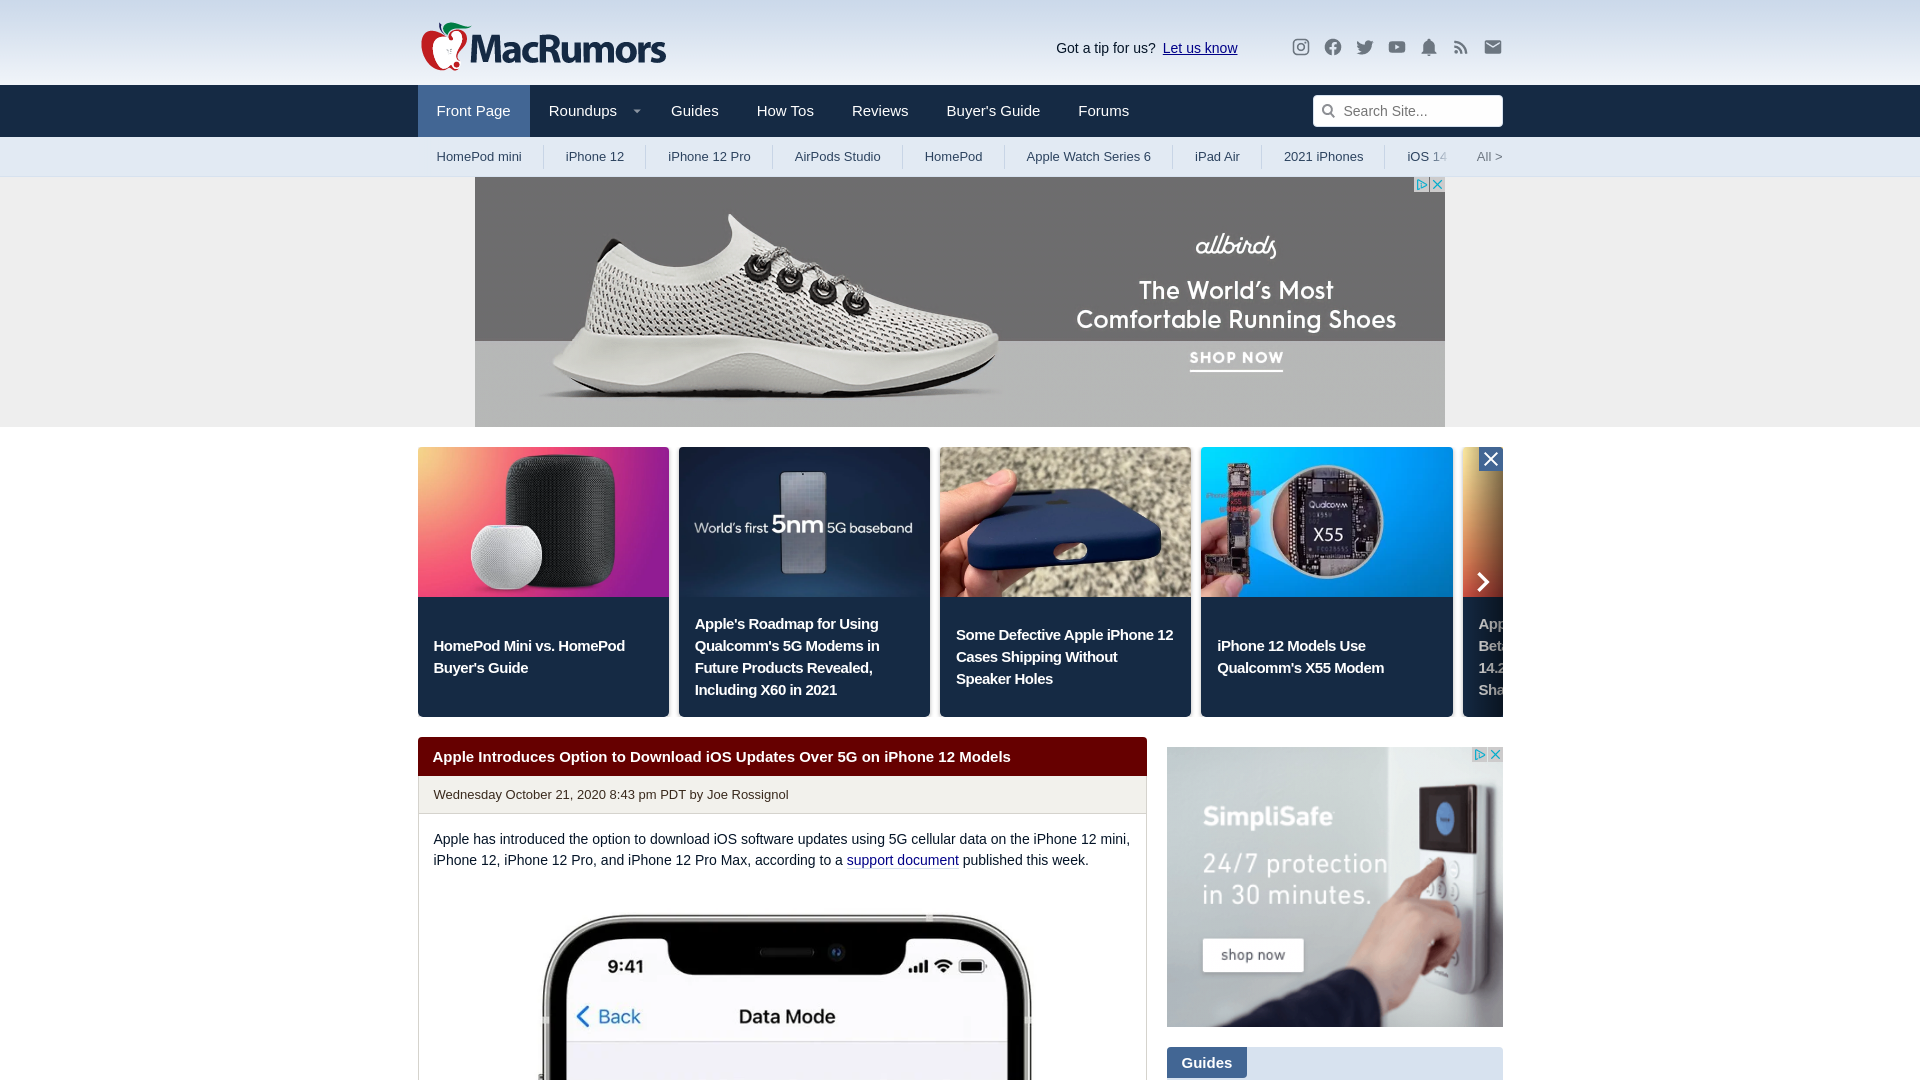 MacRumors
Got a tip for us? Let us know
Front Page
Roundups
Guides
How Tos
Reviews
Buyer's Guide
Forums
Search Site...
HomePod mini
iPhone 12
iPhone 12 Pro
AirPods Studio
HomePod
Apple Watch Series 6
iPad Air
2021 iPhones
iOS 14
All >
allbirds
The World's Most
Comfortable Running Shoes
SHOP NOW
HomePod Mini vs. HomePod
Buyer's Guide
World's first 5nm 5G baseband
Apple's Roadmap for Using
Qualcomm's 5G Modems in
Future Products Revealed,
Including X60 in 2021
Some Defective Apple iPhone 12
Cases Shipping Without
Speaker Holes
Qualcomm
X55
iPhone 12 Models Use
Qualcomm's X55 Modem
App
Beta
14.2
Sha
Apple Introduces Option to Download iOS Updates Over 5G on iPhone 12 Models
Wednesday October 21, 2020 8:43 pm PDT by Joe Rossignol
Apple has introduced the option to download iOS software updates using 5G cellular data on the iPhone 12 mini,
iPhone 12, iPhone 12 Pro, and iPhone 12 Pro Max, according to a support document published this week.
9:41
Back
Data Mode
SimpliSafe
24/7 protection
in 30 minutes.
shop now
Guides